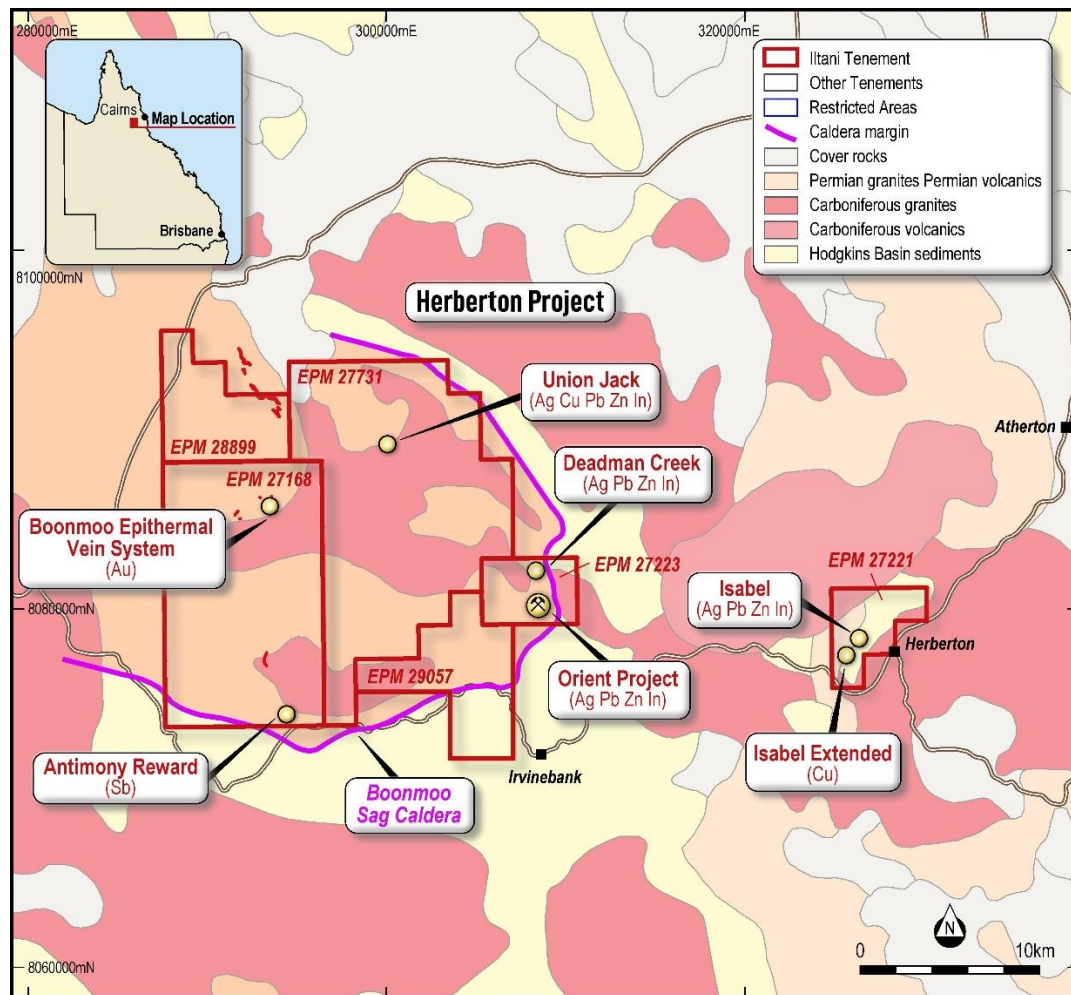 280000mE
300000mE
320000mE
Cairns
Map Location
Brisbane
Iltani Tenement
Other Tenements
Restricted Areas
Caldera margin
Cover rocks
Permian granites Permian volcanics
Carboniferous granites
Carboniferous volcanics
Hodgkins Basin sediments
8100000mN
Herberton Project
EPM 27731
Union Jack
(Ag Cu Pb Zn In)
Atherton
EPM 28899
Deadman Creek
(Ag Pb Zn In)
EPM 27168
Boonmoo Epithermal
Vein System
(Au)
EPM 27223
EPM 27221
Isabel
(Ag Pb Zn In)
8080000mN
Herberton
EPM 29057
Orient Project
(Ag Pb Zn In)
Antimony Reward
(Sb)
Isabel Extended
(Cu)
Irvinebank
Boonmoo
Sag Caldera
N
0
10km
8060000mN